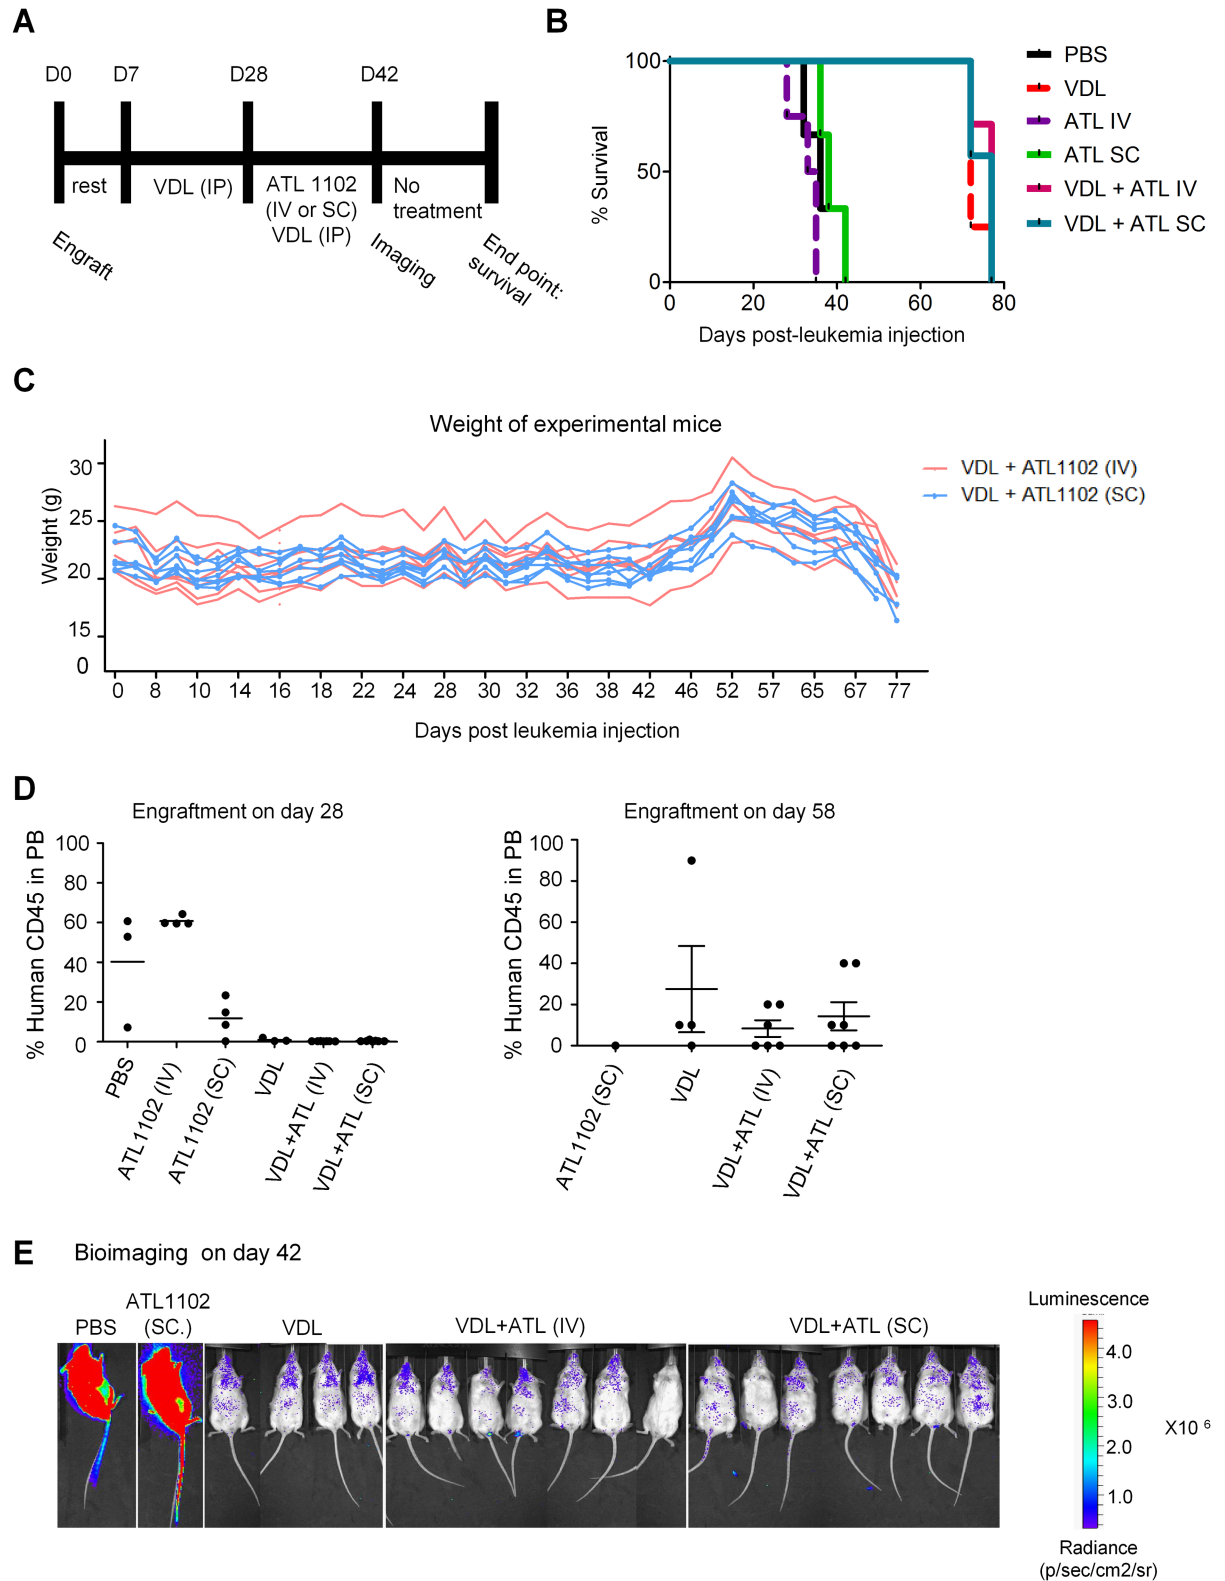 A
D0 D7 D28 D42
rest
VDL (IP)
ATL 1102
(IV or SC)
VDL (IP)
No
treatment
Engraft
Imaging
End point:
survival
B
% Survival
100
50
0
0 20 40 60 80
Days post-leukemia injection
PBS
VDL
ATL IV
ATL SC
VDL + ATL IV
VDL + ATL SC
C
Weight of experimental mice
Weight (g)
30
25
20
15
0
0 8 10 14 16 18 22 24 28 30 32 36 38 42 46 52 57 65 67 77
Days post leukemia injection
VDL + ATL1102 (IV)
VDL + ATL1102 (SC)
D
Engraftment on day 28
% Human CD45 in PB
100
80
60
40
20
0
PBS
ATL1102 (IV)
ATL1102 (SC)
VDL
VDL+ATL (IV)
VDL+ATL (SC)
Engraftment on day 58
% Human CD45 in PB
100
80
60
40
20
0
ATL1102 (SC)
VDL
VDL+ATL (IV)
VDL+ATL (SC)
E
Bioimaging on day 42
PBS
ATL1102
(SC.)
VDL
VDL+ATL (IV)
VDL+ATL (SC)
Luminescence
4.0
3.0
2.0
1.0
X10 6
Radiance
(p/sec/cm2/sr)